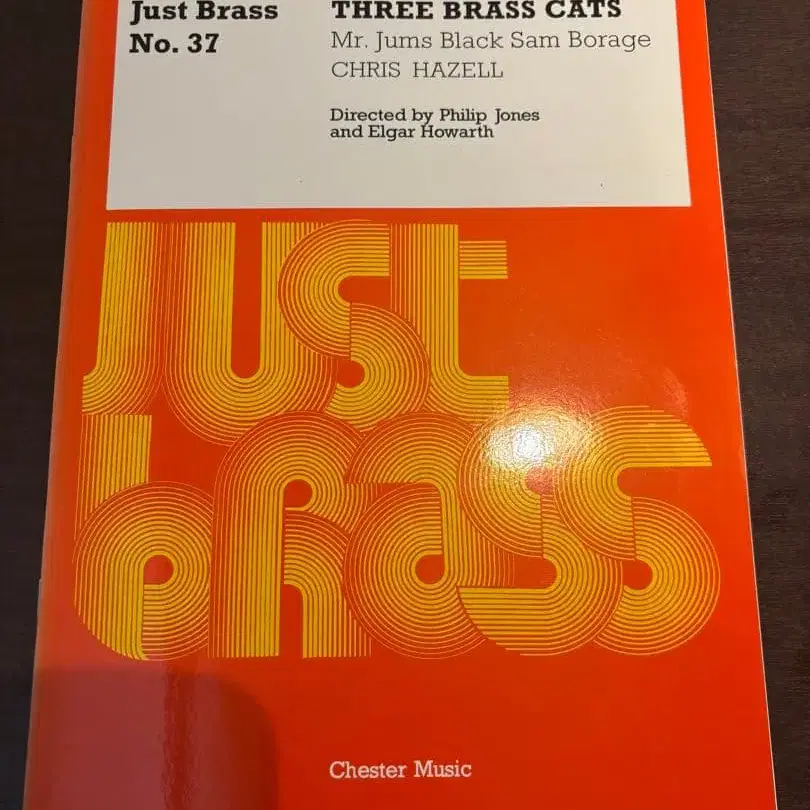 Just Brass
No. 37
THREE BRASS CATS
Mr. Jums Black Sam Borage
CHRIS HAZELL
Directed by Philip Jones
and Elgar Howarth
Just
brass
Chester Music